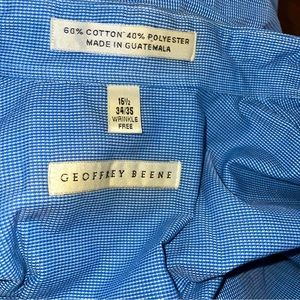 60% COTTON 40% POLYESTER
MADE IN GUATEMALA
16½
34/35
WRINKLE
FREE
GEOFFREY BEENE